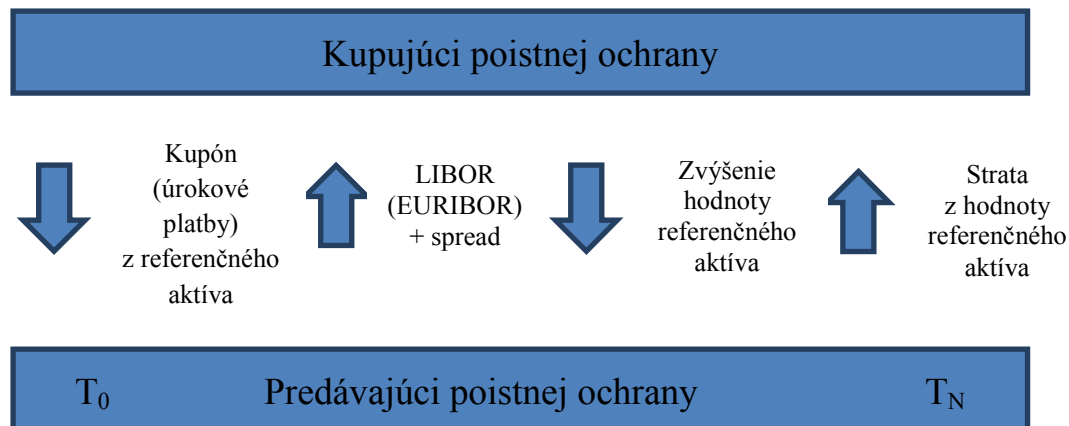 Kupujúci poistnej ochrany
Kupón
(úrokové
platby)
z referenčného
aktíva
LIBOR
(EURIBOR)
+ spread
Zvýšenie
hodnoty
referenčného
aktíva
Strata
z hodnoty
referenčného
aktíva
T₀ Predávajúci poistnej ochrany T_N